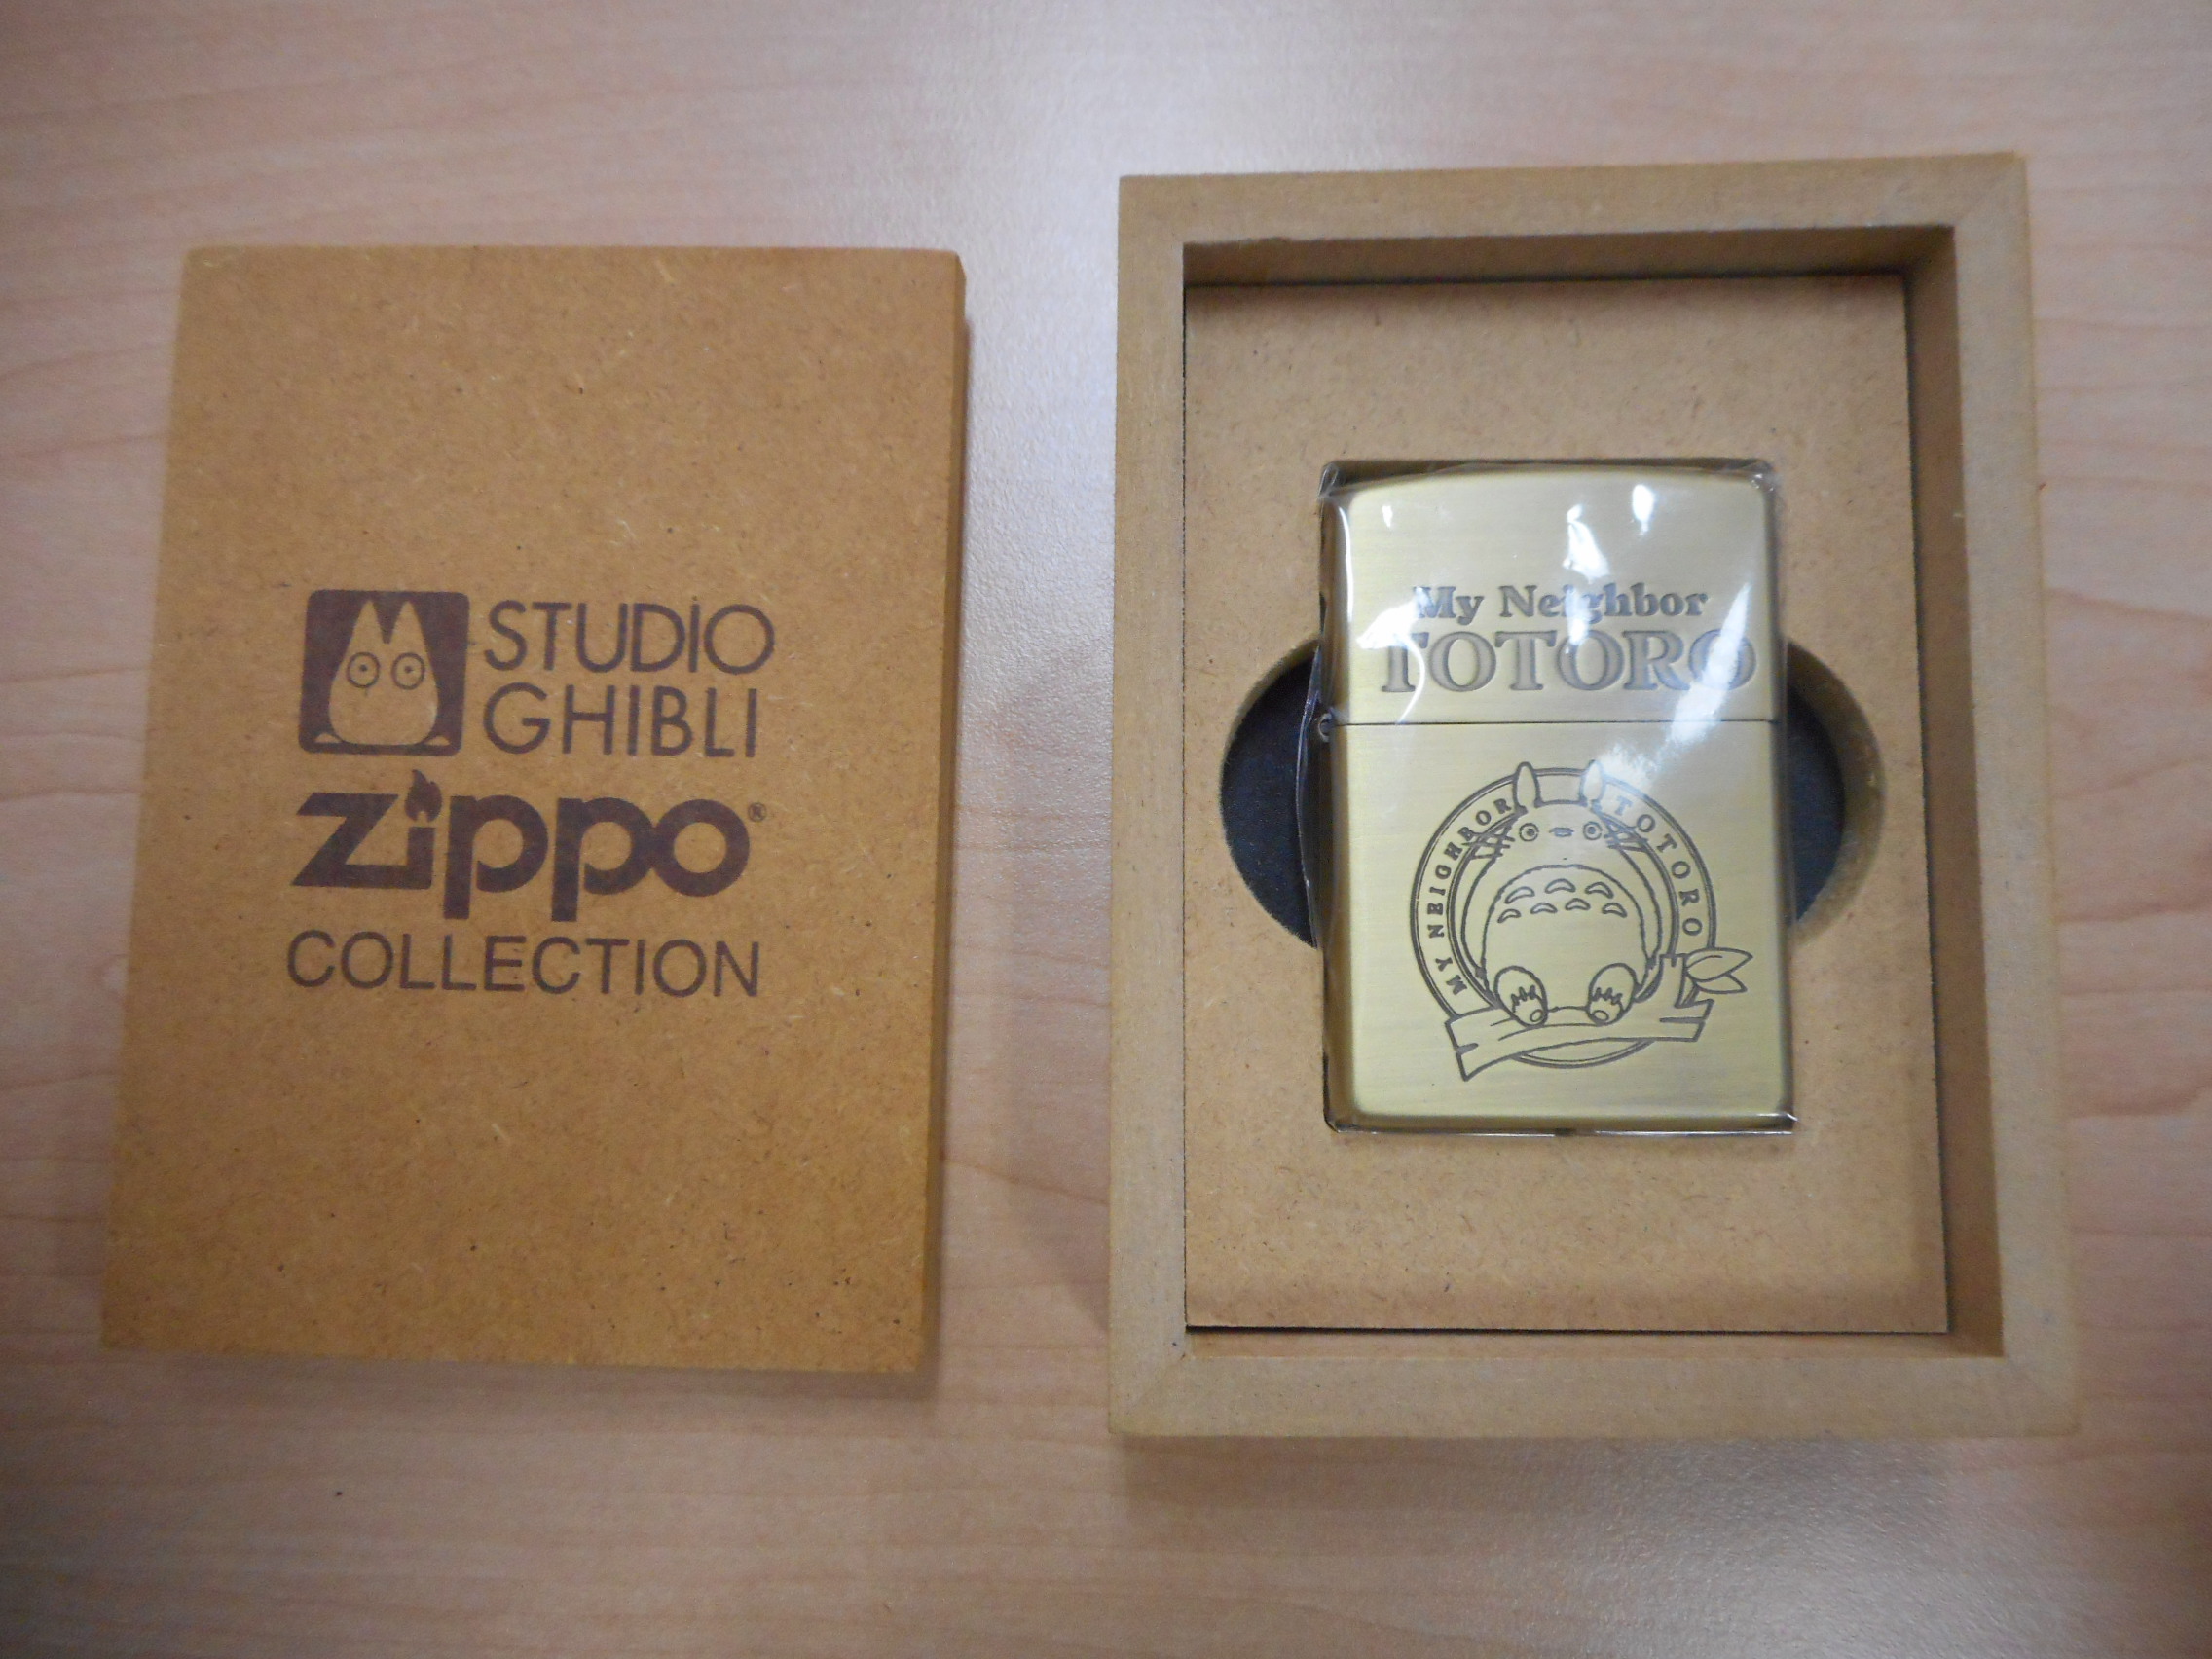 STUDIO
GHIBLI
zippo®
COLLECTION
My Neighbor
TOTORO
MY NEIGHBOR TOTORO